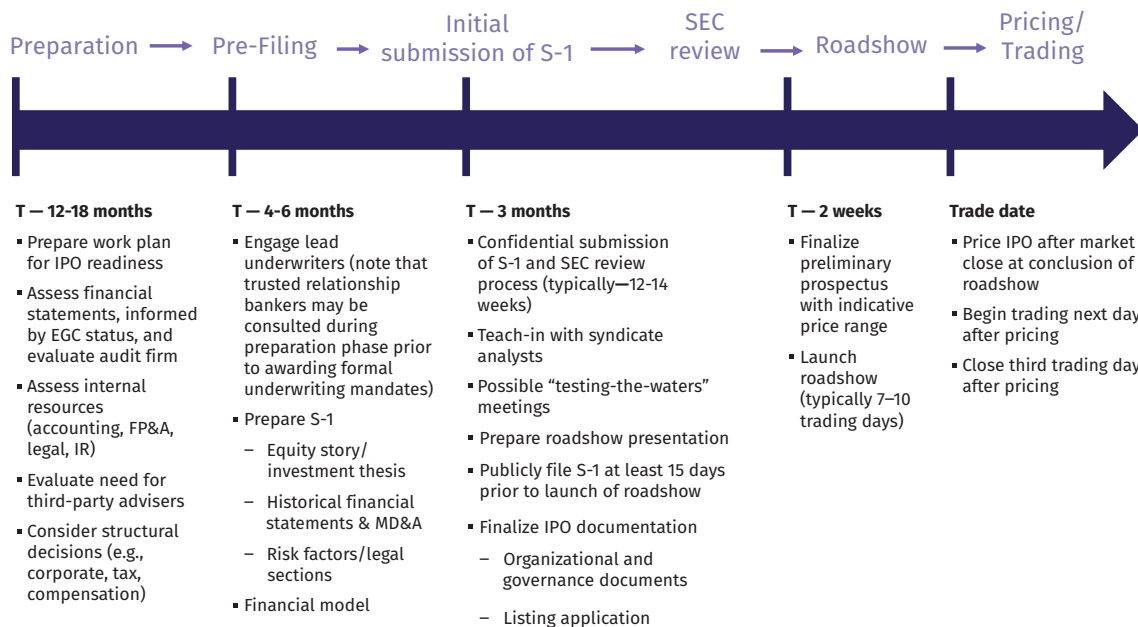 Preparation
Pre-Filing
Initial
submission of S-1
SEC
review
Roadshow
Pricing/
Trading
T — 12-18 months
▪ Prepare work plan
for IPO readiness
▪ Assess financial
statements, informed
by EGC status, and
evaluate audit firm
▪ Assess internal
resources
(accounting, FP&A,
legal, IR)
▪ Evaluate need for
third-party advisers
▪ Consider structural
decisions (e.g.,
corporate, tax,
compensation)
T — 4-6 months
▪ Engage lead
underwriters (note that
trusted relationship
bankers may be
consulted during
preparation phase prior
to awarding formal
underwriting mandates)
▪ Prepare S-1
– Equity story/
investment thesis
– Historical financial
statements & MD&A
– Risk factors/legal
sections
▪ Financial model
T — 3 months
▪ Confidential submission
of S-1 and SEC review
process (typically—12-14
weeks)
▪ Teach-in with syndicate
analysts
▪ Possible “testing-the-waters”
meetings
▪ Prepare roadshow presentation
▪ Publicly file S-1 at least 15 days
prior to launch of roadshow
▪ Finalize IPO documentation
– Organizational and
governance documents
– Listing application
T — 2 weeks
▪ Finalize
preliminary
prospectus
with indicative
price range
▪ Launch
roadshow
(typically 7–10
trading days)
Trade date
▪ Price IPO after market
close at conclusion of
roadshow
▪ Begin trading next day
after pricing
▪ Close third trading day
after pricing